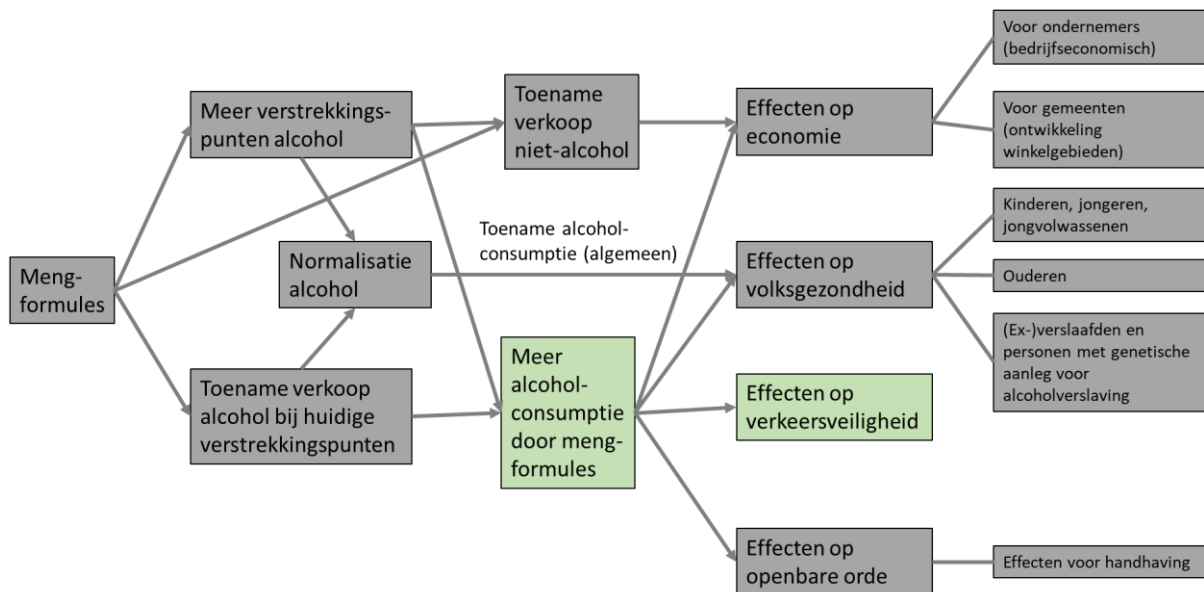 Meng-
formules
Meer verstrekkings-
punten alcohol
Normalisatie
alcohol
Toename verkoop
alcohol bij huidige
verstrekkingspunten
Toename
verkoop
niet-alcohol
Toename alcohol-
consumptie (algemeen)
Meer
alcohol-
consumptie
door meng-
formules
Effecten op
economie
Effecten op
volksgezondheid
Effecten op
verkeersveiligheid
Effecten op
openbare orde
Voor ondernemers
(bedrijfseconomisch)
Voor gemeenten
(ontwikkeling
winkelgebieden)
Kinderen, jongeren,
jongvolwassenen
Ouderen
(Ex-)verslaafden en
personen met genetische
aanleg voor
alcoholverslaving
Effecten voor handhaving